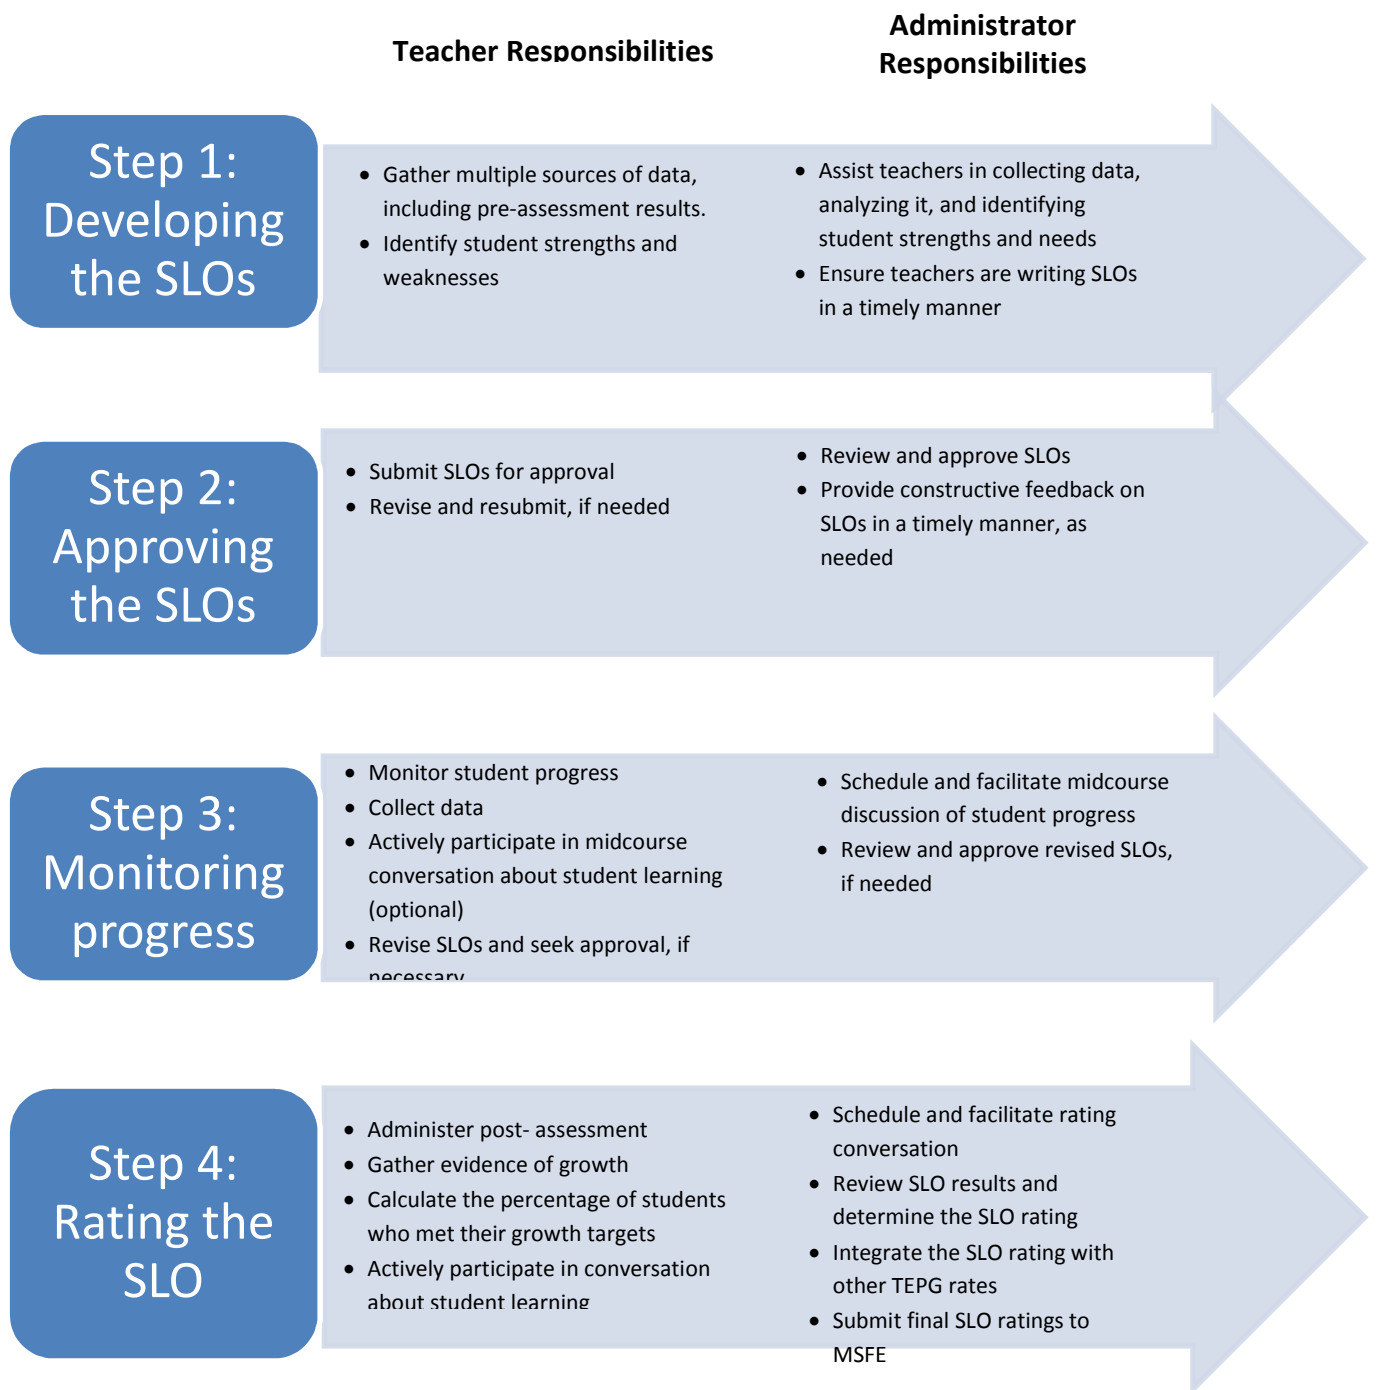 Teacher Responsibilities
Administrator
Responsibilities
Step 1:
Developing
the SLOs
• Gather multiple sources of data,
including pre-assessment results.
• Identify student strengths and
weaknesses
• Assist teachers in collecting data,
analyzing it, and identifying
student strengths and needs
• Ensure teachers are writing SLOs
in a timely manner
Step 2:
Approving
the SLOs
• Submit SLOs for approval
• Revise and resubmit, if needed
• Review and approve SLOs
• Provide constructive feedback on
SLOs in a timely manner, as
needed
Step 3:
Monitoring
progress
• Monitor student progress
• Collect data
• Actively participate in midcourse
conversation about student learning
(optional)
• Revise SLOs and seek approval, if
necessary
• Schedule and facilitate midcourse
discussion of student progress
• Review and approve revised SLOs,
if needed
Step 4:
Rating the
SLO
• Administer post- assessment
• Gather evidence of growth
• Calculate the percentage of students
who met their growth targets
• Actively participate in conversation
about student learning
• Schedule and facilitate rating
conversation
• Review SLO results and
determine the SLO rating
• Integrate the SLO rating with
other TEPG rates
• Submit final SLO ratings to
MSFE